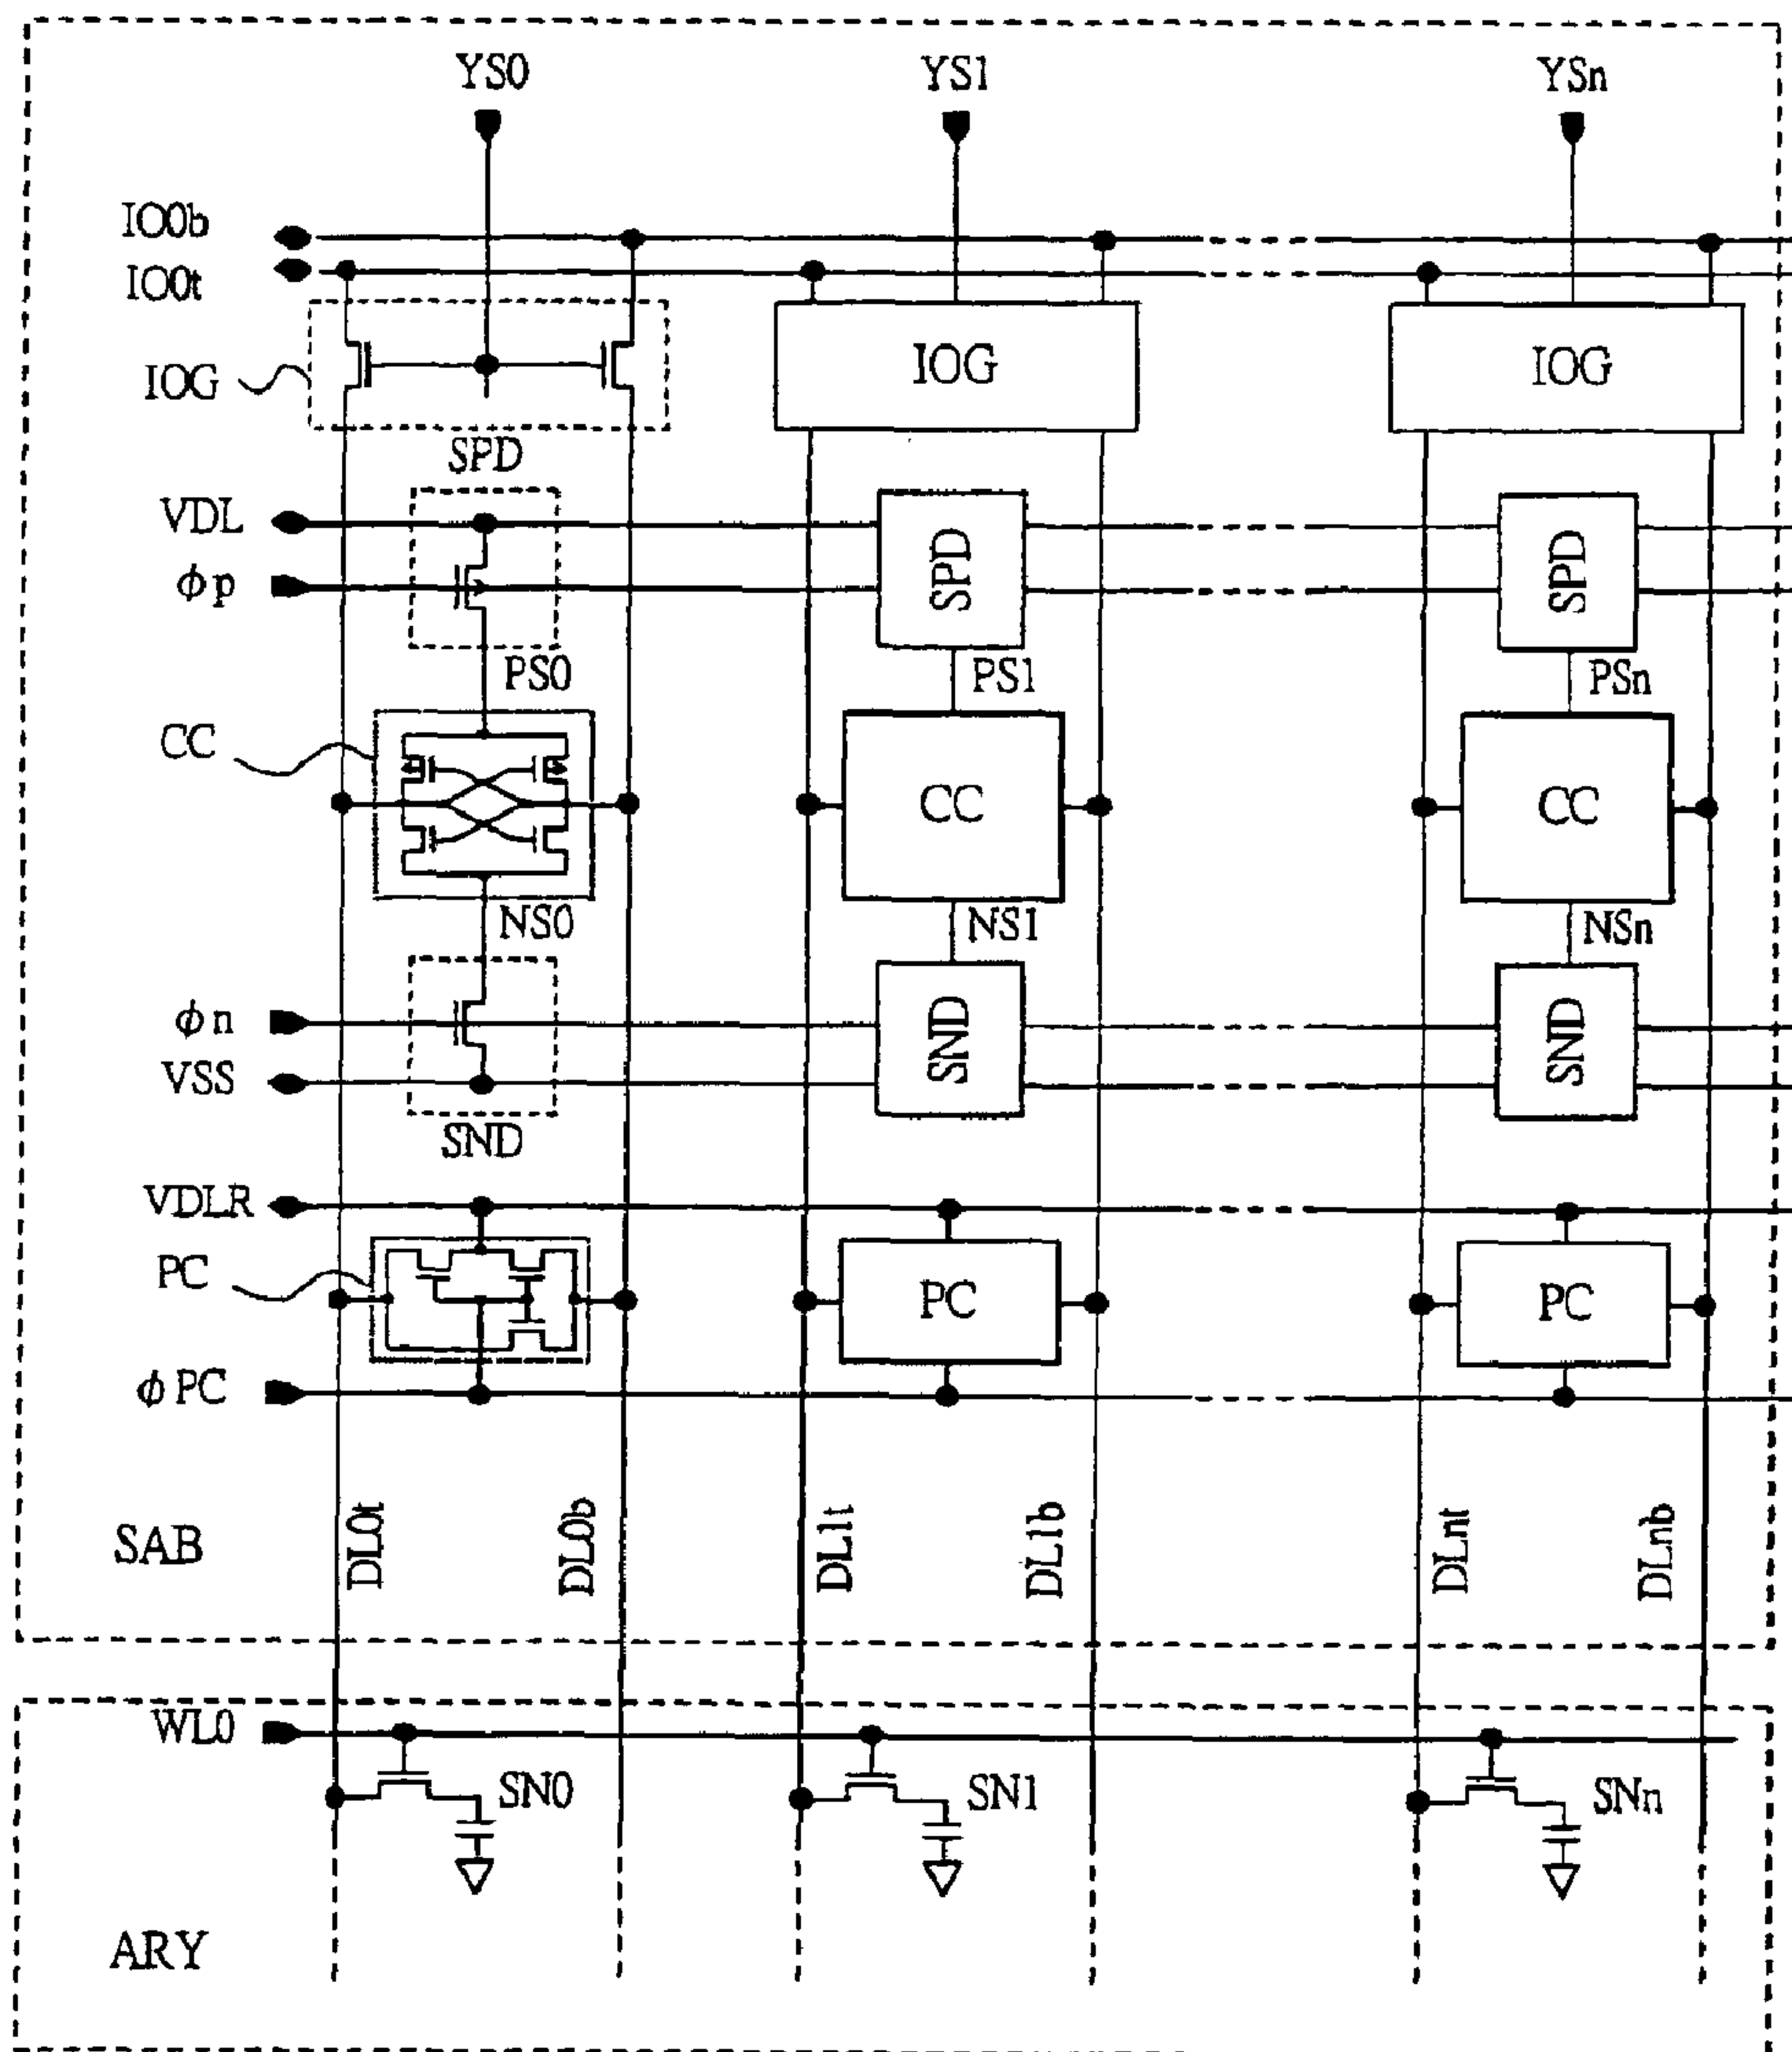 YS0 YS1 YSn
IO0b
IO0t
IOG IOG IOG
SPD
VDL
SPD SPD
ϕp
PS0 PS1 PSn
CC CC CC
NS0 NS1 NSn
ϕn
SND SND
VSS
SND
VDLR
PC PC PC
ϕPC
SAB DL0t DL0b DL1t DL1b DLnt DLnb
WL0
SN0 SN1 SNn
ARY